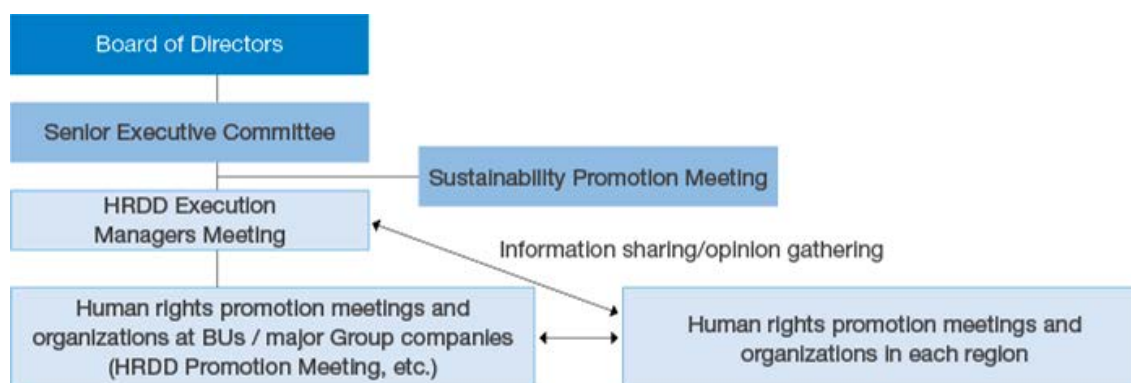 Board of Directors
Senior Executive Committee
Sustainability Promotion Meeting
HRDD Execution
Managers Meeting
Information sharing/opinion gathering
Human rights promotion meetings and
organizations at BUs / major Group companies
(HRDD Promotion Meeting, etc.)
Human rights promotion meetings and
organizations in each region